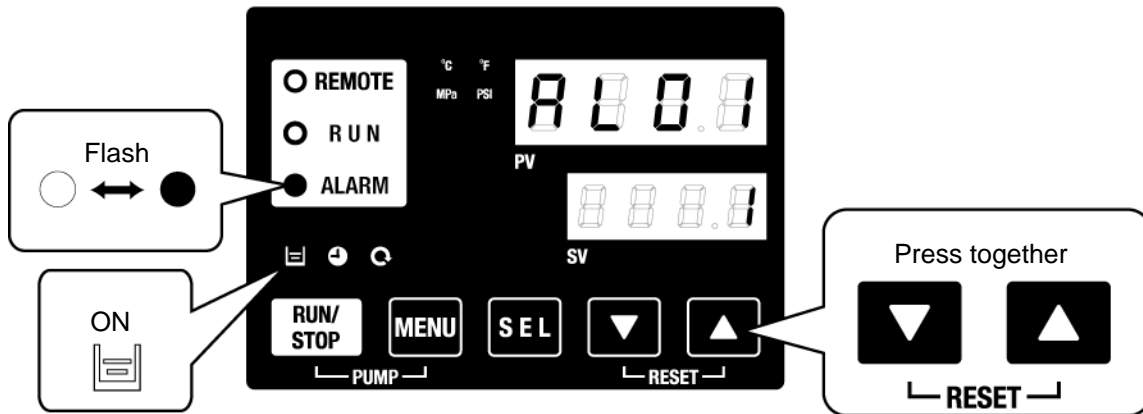 °C °F
REMOTE
MPa PSI
AL01
RUN
Flash
PV
ALARM
1
SV
Press together
ON
RUN/
STOP
MENU
SEL
PUMP
RESET
RESET